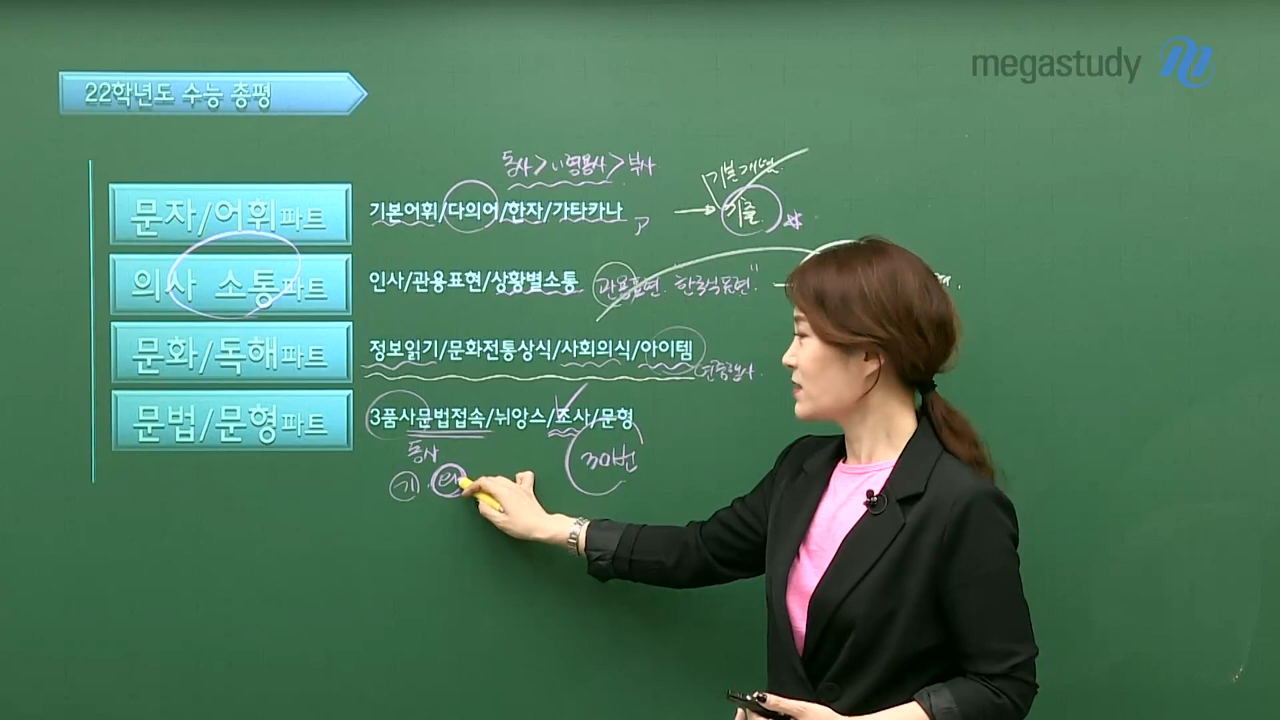 megastudy
22학년도 수능 총평
동사 > い형용사 > 부사
기본개념
문자/어휘파트
기본어휘/다의어/한자/가타카나
기출
의사 소통파트
인사/관용표현/상황별소통
관용표현 "한국식표현"
문화/독해파트
정보읽기/문화전통상식/사회의식/아이템
연중행사
문법/문형파트
3품사문법접속/뉘앙스/조사/문형
동사
30번